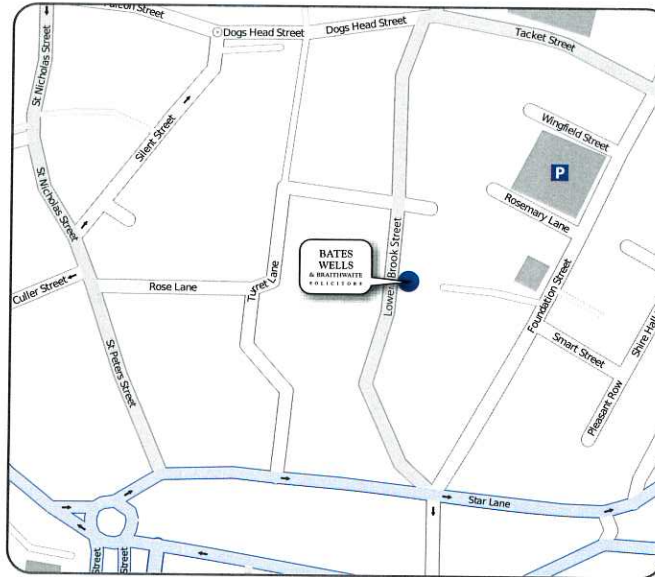 Falcon Street
Dogs Head Street
Dogs Head Street
Tacket Street
St Nicholas Street
Silent Street
Wingfield Street
P
St Nicholas Street
Rosemary Lane
BATES
WELLS
& BRAITHWAITE
SOLICITORS
Lower Brook Street
Culler Street
Rose Lane
Turret Lane
Foundation Street
Shire Hall
Smart Street
St Peters Street
Pleasant Row
Star Lane
Street
Street